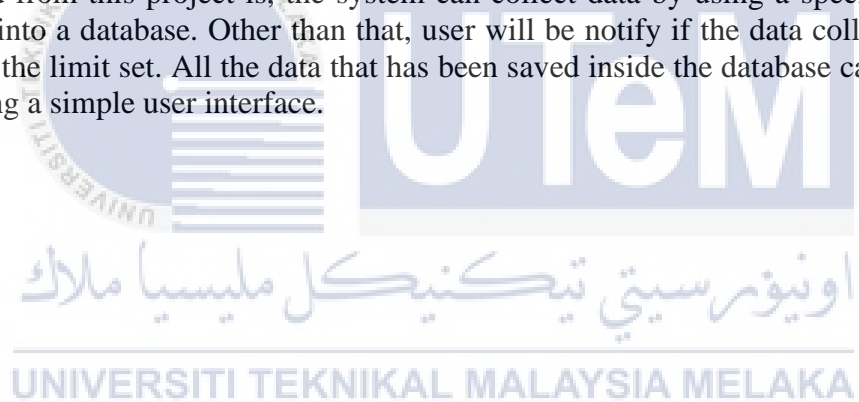 from this project is, the system can collect data by using a spec
into a database. Other than that, user will be notify if the data coll
the limit set. All the data that has been saved inside the database ca
g a simple user interface.
UTeM
UNIVERSITI
اونيۏرسيتي تيكنيكل مليسيا ملاك
UNIVERSITI TEKNIKAL MALAYSIA MELAKA